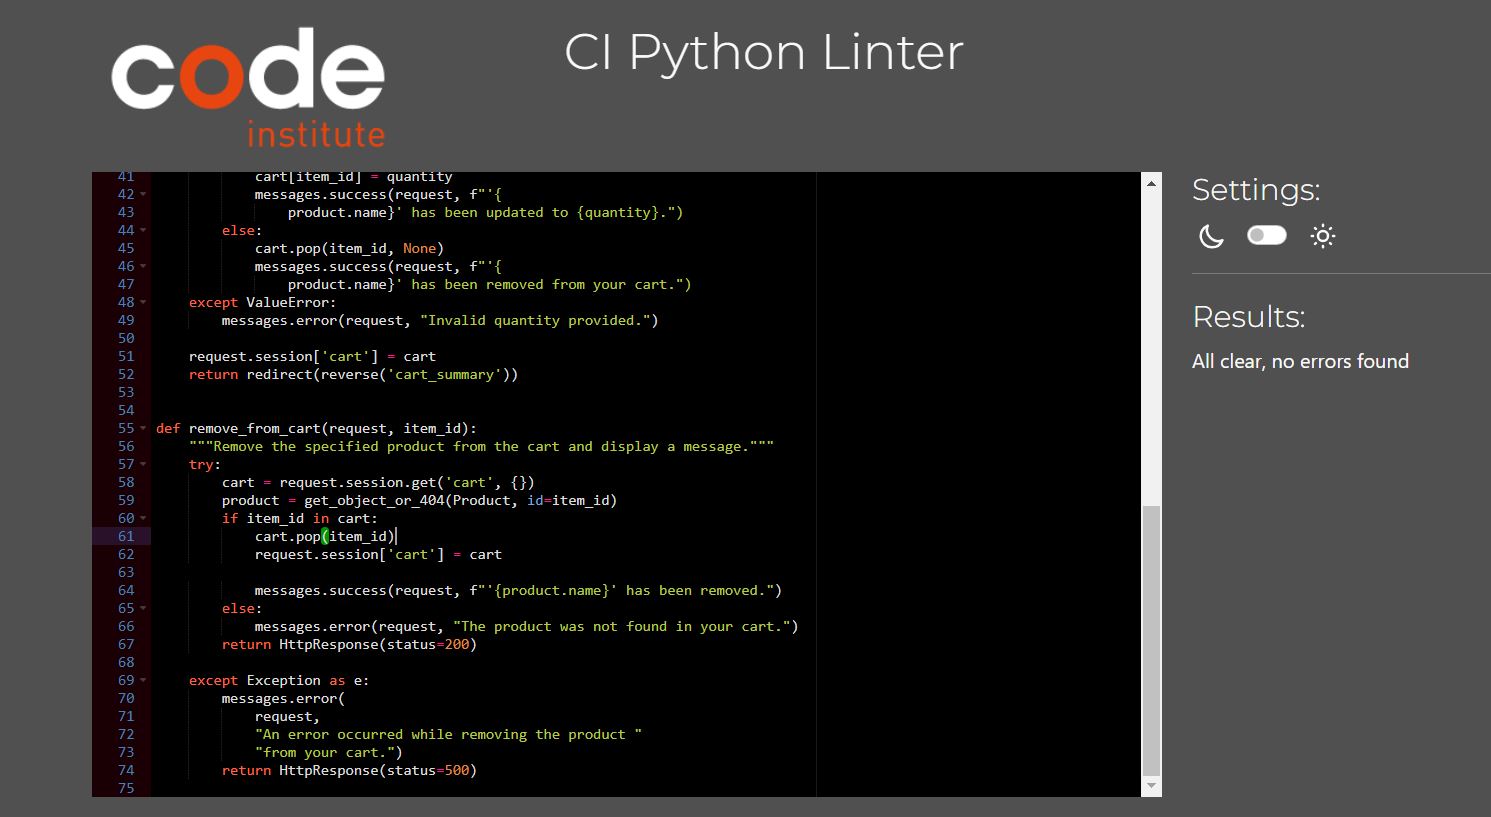 code
institute
CI Python Linter
41 cart[item_id] = quantity
42 messages.success(request, f"'{
43 product.name}' has been updated to {quantity}.")
44 else:
45 cart.pop(item_id, None)
46 messages.success(request, f"'{
47 product.name}' has been removed from your cart.")
48 except ValueError:
49 messages.error(request, "Invalid quantity provided.")
50
51 request.session['cart'] = cart
52 return redirect(reverse('cart_summary'))
53
54
55 def remove_from_cart(request, item_id):
56 """Remove the specified product from the cart and display a message."""
57 try:
58 cart = request.session.get('cart', {})
59 product = get_object_or_404(Product, id=item_id)
60 if item_id in cart:
61 cart.pop(item_id)
62 request.session['cart'] = cart
63
64 messages.success(request, f"'{product.name}' has been removed.")
65 else:
66 messages.error(request, "The product was not found in your cart.")
67 return HttpResponse(status=200)
68
69 except Exception as e:
70 messages.error(
71 request,
72 "An error occurred while removing the product "
73 "from your cart.")
74 return HttpResponse(status=500)
75
Settings:
Results:
All clear, no errors found